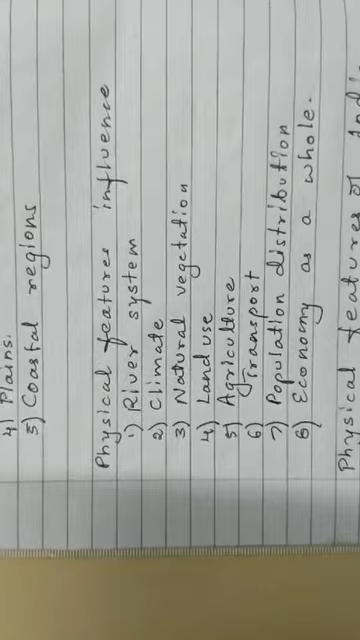 4) Plains.
5) Coastal regions
Physical features influence
1) River system
2) Climate
3) Natural vegetation
4) Land use
5) Agriculture
6) Transport
7) Population distribution
8) Economy as a whole.
Physical features of